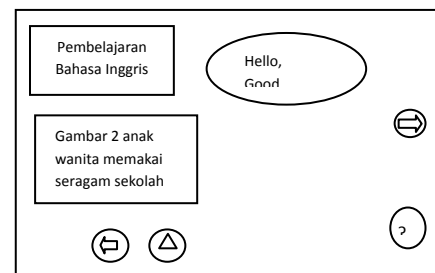 Pembelajaran
Bahasa Inggris
Hello,
Good
Gambar 2 anak
wanita memakai
seragam sekolah
?